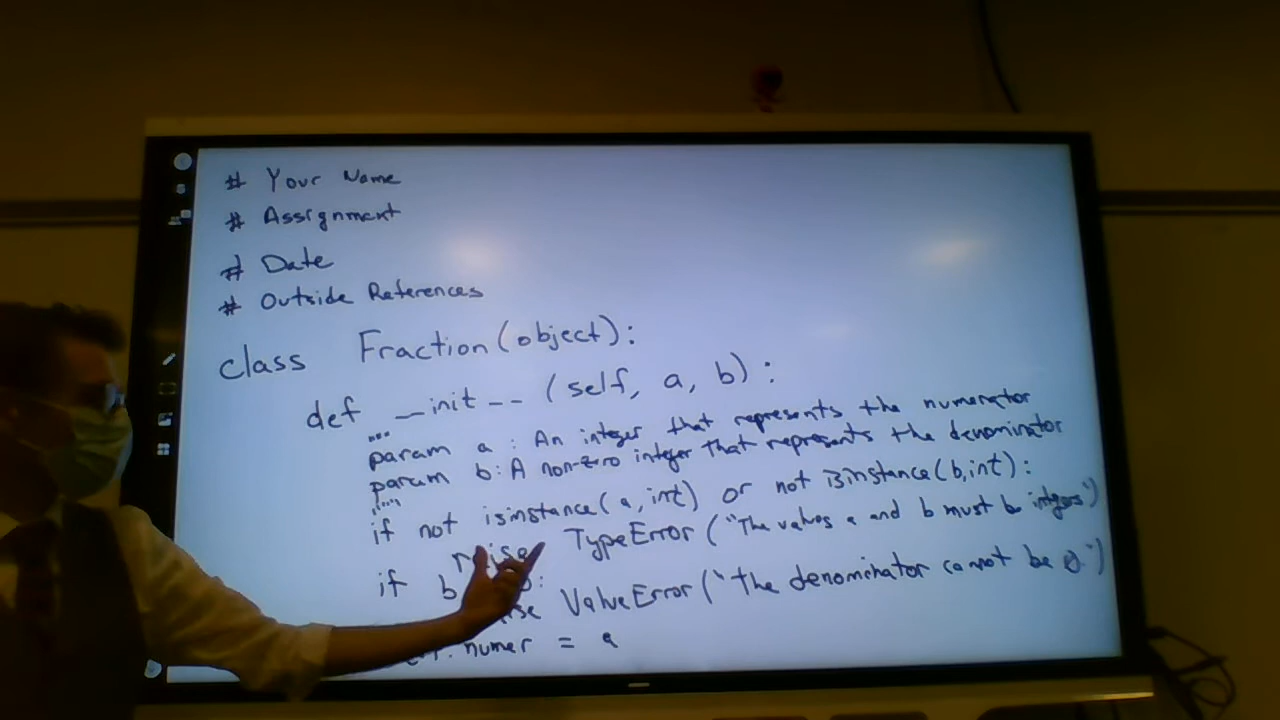 # Your Name
# Assignment
# Date
# Outside References
class Fraction(object):
def __init__(self, a, b):
"""
param a: An integer that represents the numerator
param b: A non-zero integer that represents the denominator
"""
if not isinstance(a, int) or not isinstance(b, int):
raise TypeError("The values a and b must be integers")
if b :
ValueError("the denominator cannot be 0.")
numer = a